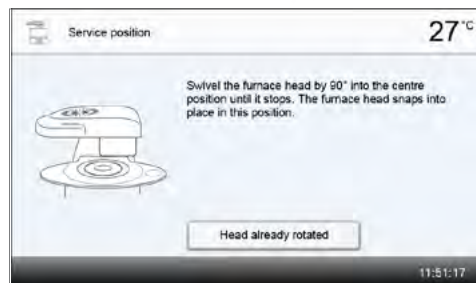 Service position
27 °C
Swivel the furnace head by 90° into the centre
position until it stops. The furnace head snaps into
place in this position.
Head already rotated
11:51:17